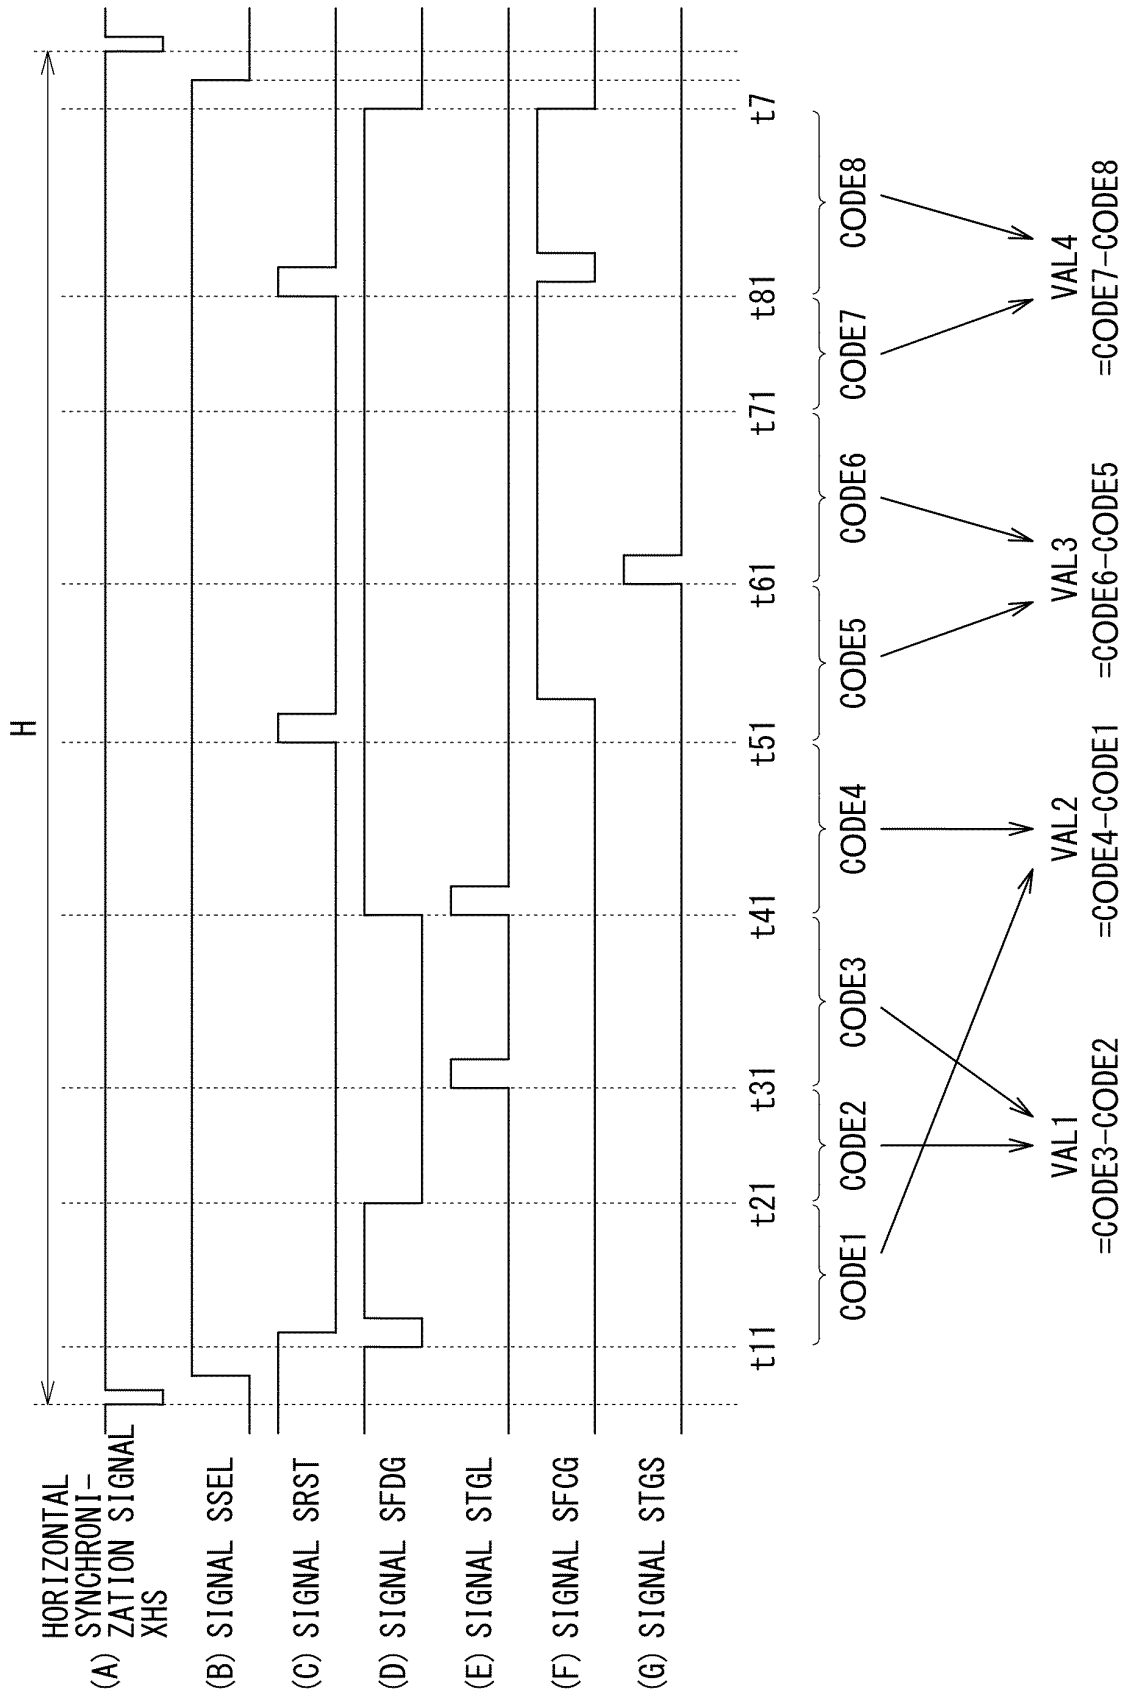 H
HORIZONTAL
SYNCHRONI-
(A) ZATION SIGNAL
XHS
(B) SIGNAL SSEL
(C) SIGNAL SRST
(D) SIGNAL SFDG
(E) SIGNAL STGL
(F) SIGNAL SFCG
(G) SIGNAL STGS
t11 t21 t31 t41 t51 t61 t71 t81 t7
CODE1 CODE2 CODE3 CODE4 CODE5 CODE6 CODE7 CODE8
VAL1 VAL2 VAL3 VAL4
=CODE3-CODE2 =CODE4-CODE1 =CODE6-CODE5 =CODE7-CODE8